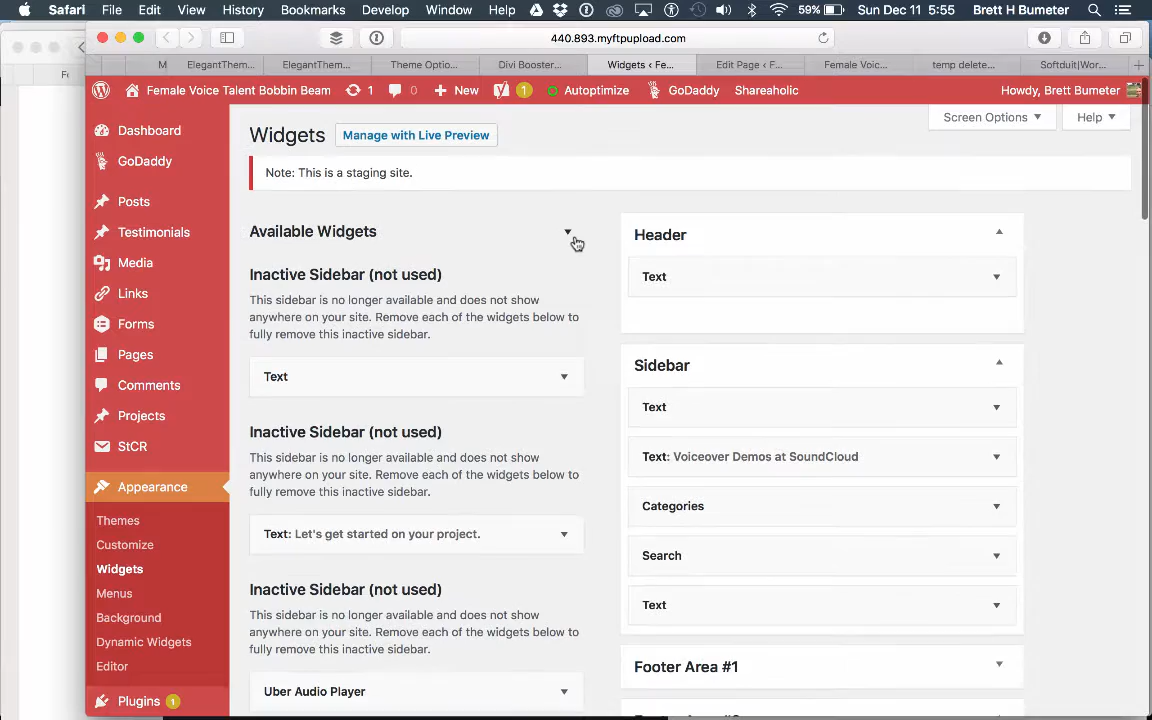 Safari File Edit View History Bookmarks Develop Window Help 59% Sun Dec 11 5:55 Brett H Bumeter
440.893.myftpupload.com
M ElegantThem... ElegantThem... Theme Optio... Divi Booster... Widgets ‹ Fe... Edit Page ‹ F... Female Voic... temp delete... Softduit|Wor...
Female Voice Talent Bobbin Beam 1 0 New 1 Autoptimize GoDaddy Shareaholic Howdy, Brett Bumeter
Screen Options Help
Widgets Manage with Live Preview
Note: This is a staging site.
Dashboard
GoDaddy
Posts
Testimonials
Media
Links
Forms
Pages
Comments
Projects
StCR
Appearance
Themes
Customize
Widgets
Menus
Background
Dynamic Widgets
Editor
Plugins 1
Available Widgets
Inactive Sidebar (not used)
This sidebar is no longer available and does not show
anywhere on your site. Remove each of the widgets below to
fully remove this inactive sidebar.
Text
Inactive Sidebar (not used)
This sidebar is no longer available and does not show
anywhere on your site. Remove each of the widgets below to
fully remove this inactive sidebar.
Text: Let's get started on your project.
Inactive Sidebar (not used)
This sidebar is no longer available and does not show
anywhere on your site. Remove each of the widgets below to
fully remove this inactive sidebar.
Uber Audio Player
Header
Text
Sidebar
Text
Text: Voiceover Demos at SoundCloud
Categories
Search
Text
Footer Area #1